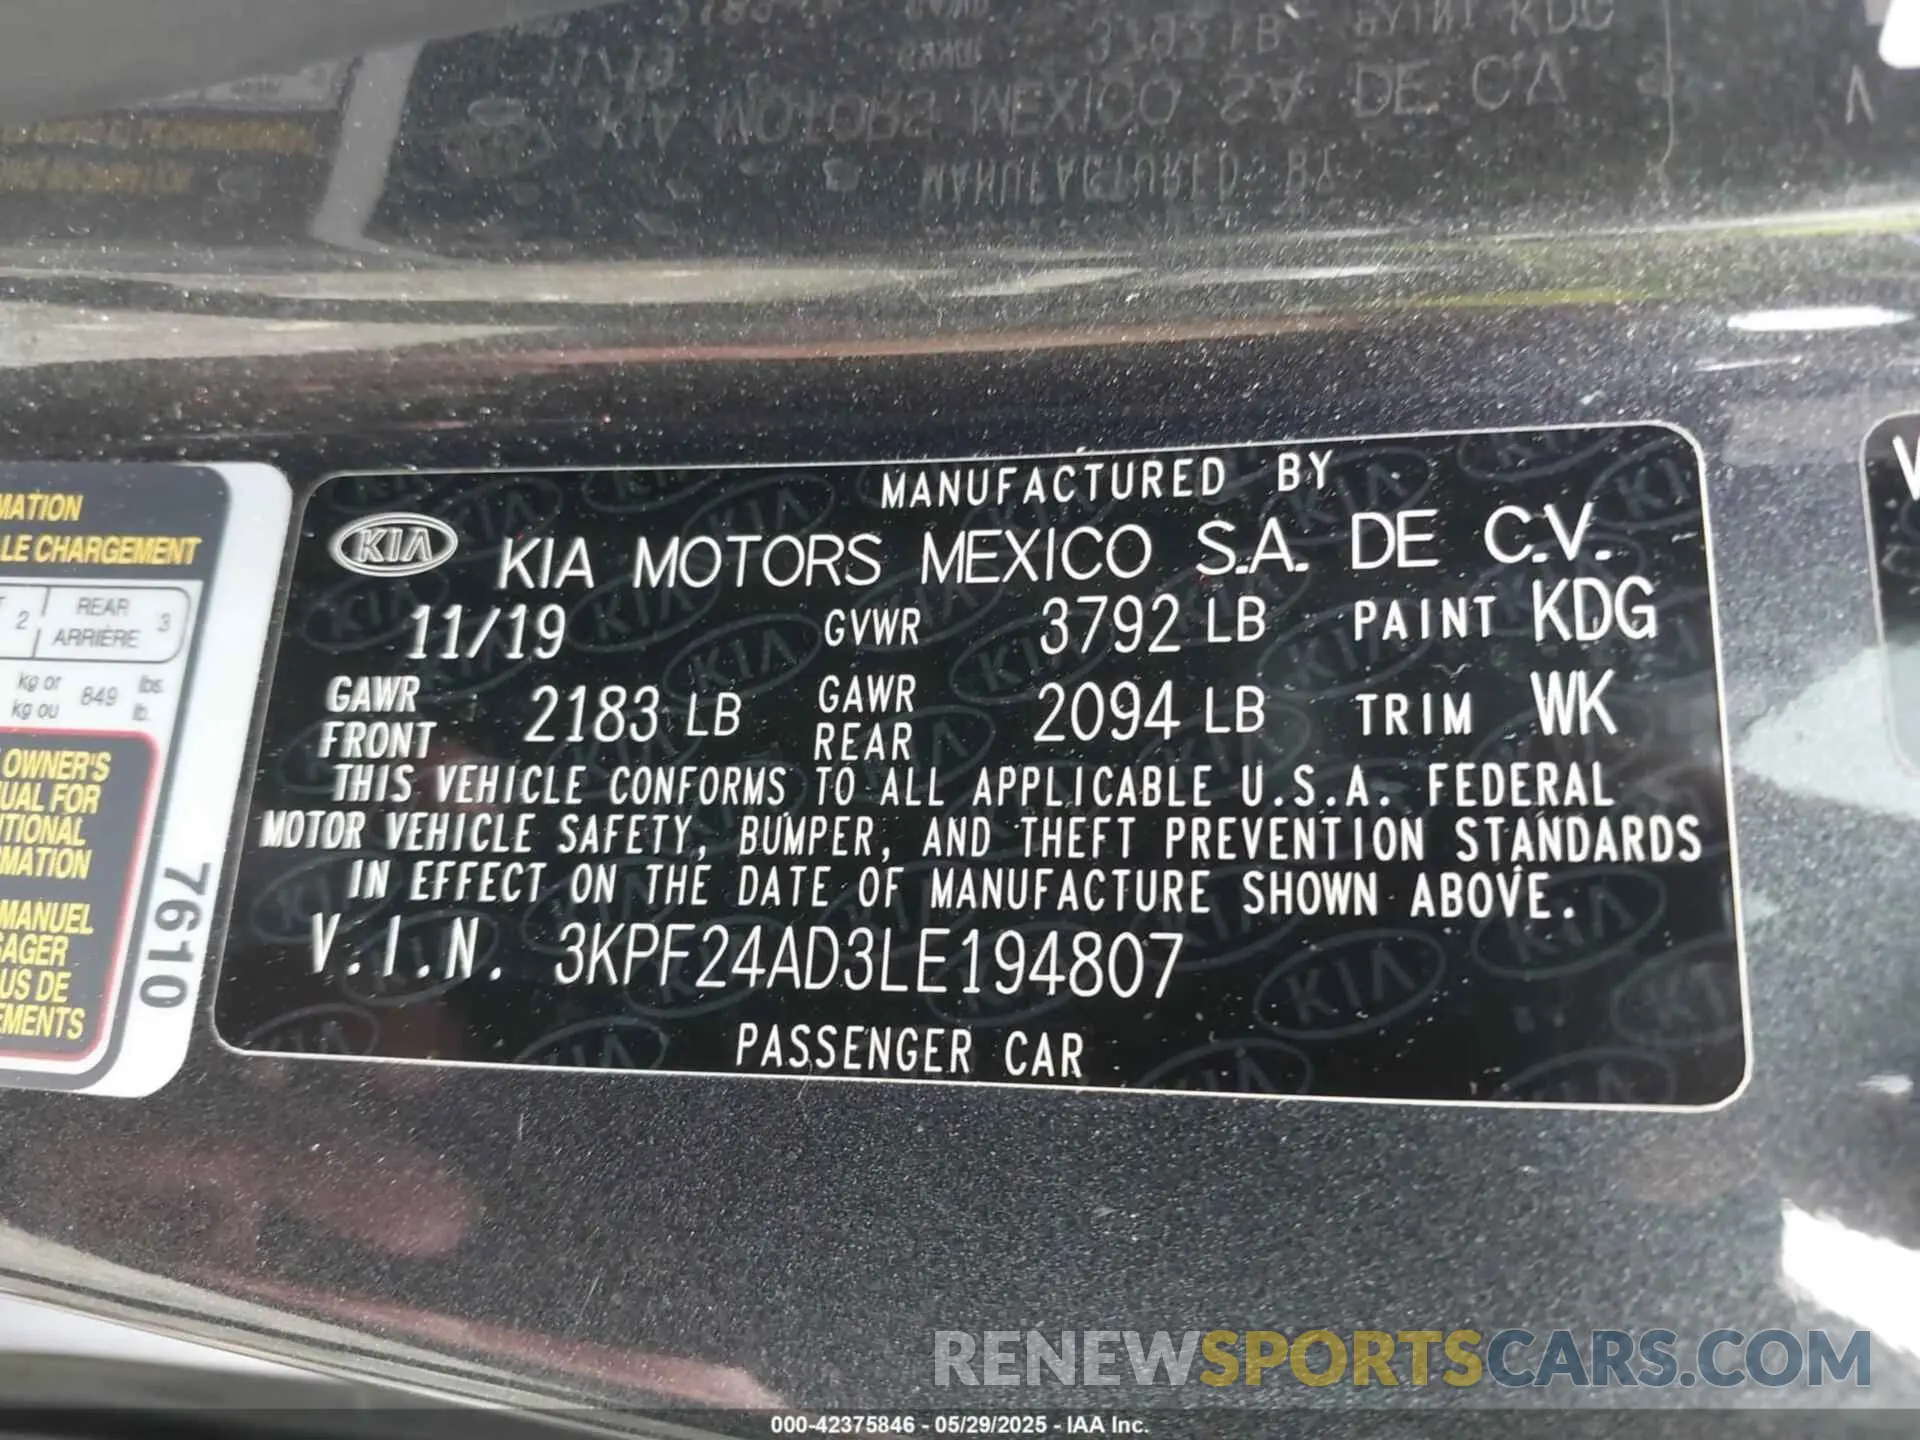 MANUFACTURED BY
KIA KIA MOTORS MEXICO S.A. DE C.V.
11/19 GVWR 3792 LB PAINT KDG
GAWR FRONT 2183 LB GAWR REAR 2094 LB TRIM WK
THIS VEHICLE CONFORMS TO ALL APPLICABLE U.S.A. FEDERAL
MOTOR VEHICLE SAFETY, BUMPER, AND THEFT PREVENTION STANDARDS
IN EFFECT ON THE DATE OF MANUFACTURE SHOWN ABOVE.
V.I.N. 3KPF24AD3LE194807
PASSENGER CAR
MATION
LE CHARGEMENT
2 REAR 3
ARRIÈRE
kg or 849 lbs.
kg ou lb.
OWNER'S
UAL FOR
ITIONAL
RMATION
MANUEL
SAGER
US DE
EMENTS
7610
RENEWSPORTSCARS.COM
000-42375846 - 05/29/2025 - IAA Inc.